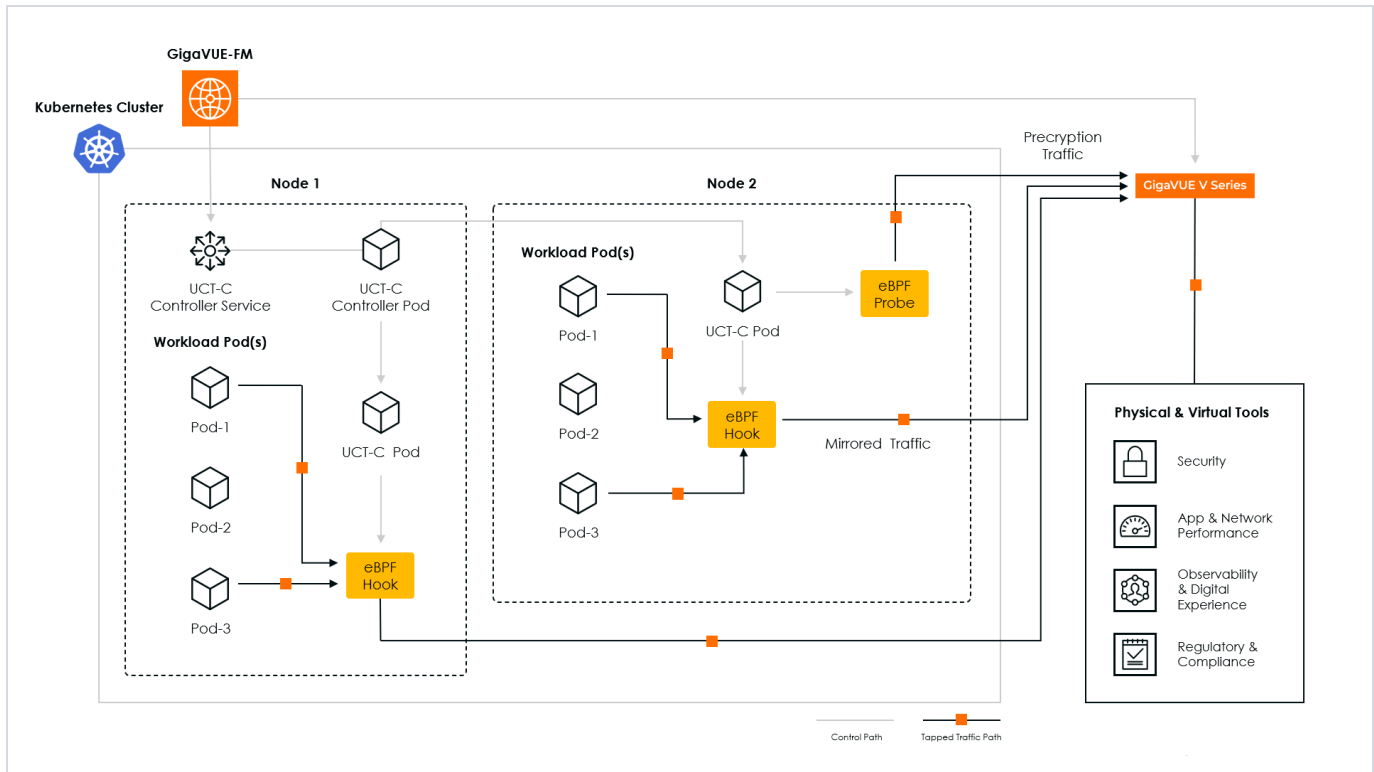 GigaVUE-FM
Kubernetes Cluster
Precryption
Traffic
GigaVUE V Series
Node 1
UCT-C
Controller Service
UCT-C
Controller Pod
Workload Pod(s)
Pod-1
Pod-2
Pod-3
UCT-C Pod
eBPF
Hook
Node 2
Workload Pod(s)
Pod-1
Pod-2
Pod-3
UCT-C Pod
eBPF
Probe
eBPF
Hook
Mirrored Traffic
Physical & Virtual Tools
Security
App & Network
Performance
Observability
& Digital
Experience
Regulatory &
Compliance
Control Path
Tapped Traffic Path